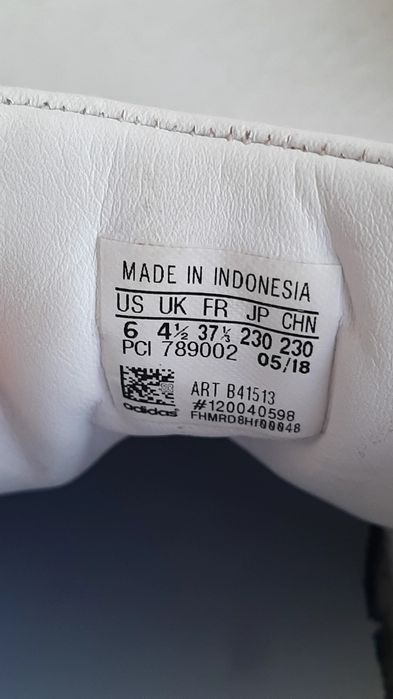 MADE IN INDONESIA
US UK FR JP CHN
6 4½ 37⅓ 230 230
PCI 789002 05/18
ART B41513
#120040598
adidas FHMRD8Hf00048